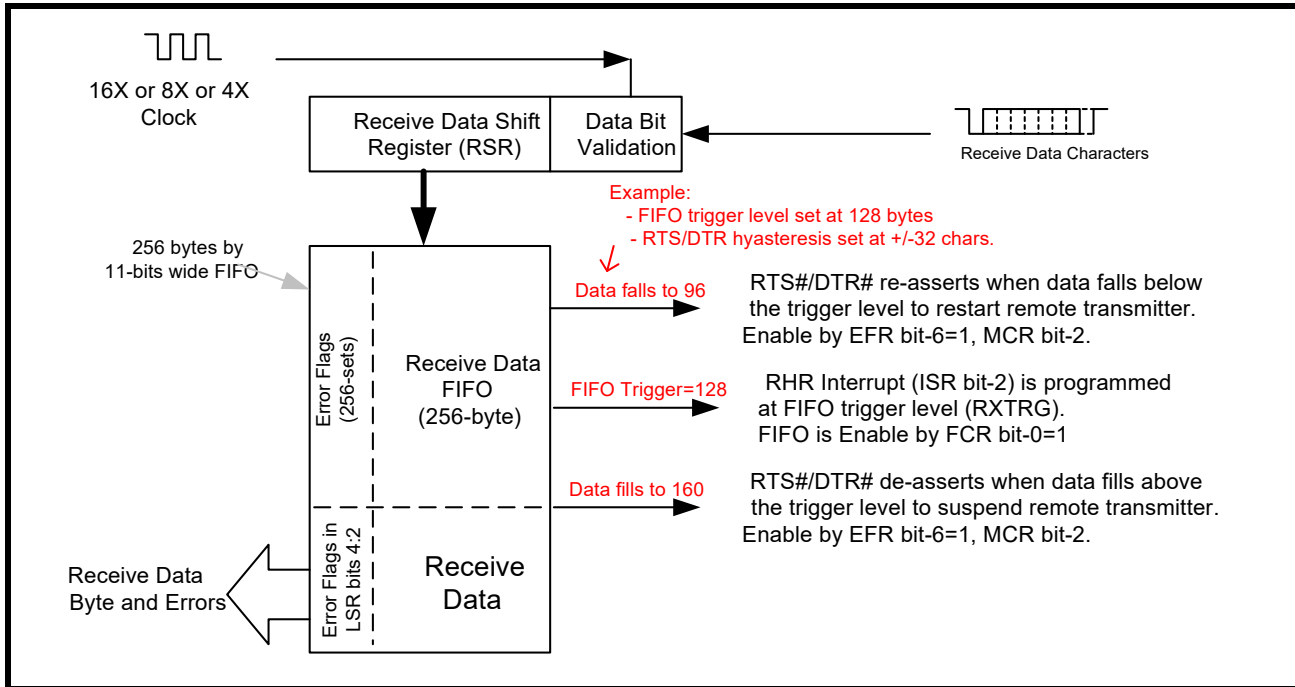 16X or 8X or 4X
Clock
Receive Data Shift
Register (RSR)
Data Bit
Validation
Receive Data Characters
Example:
- FIFO trigger level set at 128 bytes
- RTS/DTR hyasteresis set at +/-32 chars.
256 bytes by
11-bits wide FIFO
Error Flags
(256-sets)
Receive Data
FIFO
(256-byte)
Data falls to 96
RTS#/DTR# re-asserts when data falls below
the trigger level to restart remote transmitter.
Enable by EFR bit-6=1, MCR bit-2.
FIFO Trigger=128
RHR Interrupt (ISR bit-2) is programmed
at FIFO trigger level (RXTRG).
FIFO is Enable by FCR bit-0=1
Data fills to 160
RTS#/DTR# de-asserts when data fills above
the trigger level to suspend remote transmitter.
Enable by EFR bit-6=1, MCR bit-2.
Receive Data
Byte and Errors
Error Flags in
LSR bits 4:2
Receive
Data